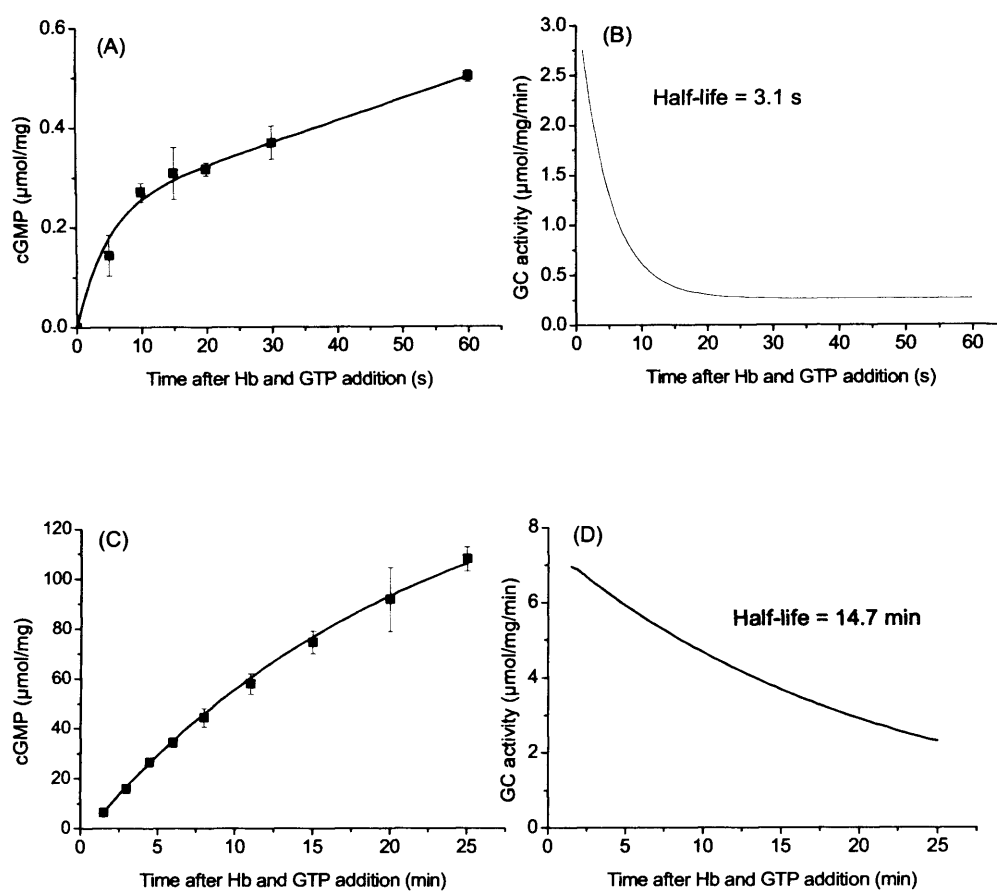 (A)
cGMP (µmol/mg)
0.6
0.4
0.2
0.0
0 10 20 30 40 50 60
Time after Hb and GTP addition (s)
(B)
Half-life = 3.1 s
GC activity (µmol/mg/min)
3.0
2.5
2.0
1.5
1.0
0.5
0.0
0 10 20 30 40 50 60
Time after Hb and GTP addition (s)
(C)
cGMP (µmol/mg)
120
100
80
60
40
20
0
0 5 10 15 20 25
Time after Hb and GTP addition (min)
(D)
Half-life = 14.7 min
GC activity (µmol/mg/min)
8
6
4
2
0
0 5 10 15 20 25
Time after Hb and GTP addition (min)